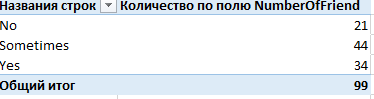 Названия строк Количество по полю NumberOfFriend
No 21
Sometimes 44
Yes 34
Общий итог 99